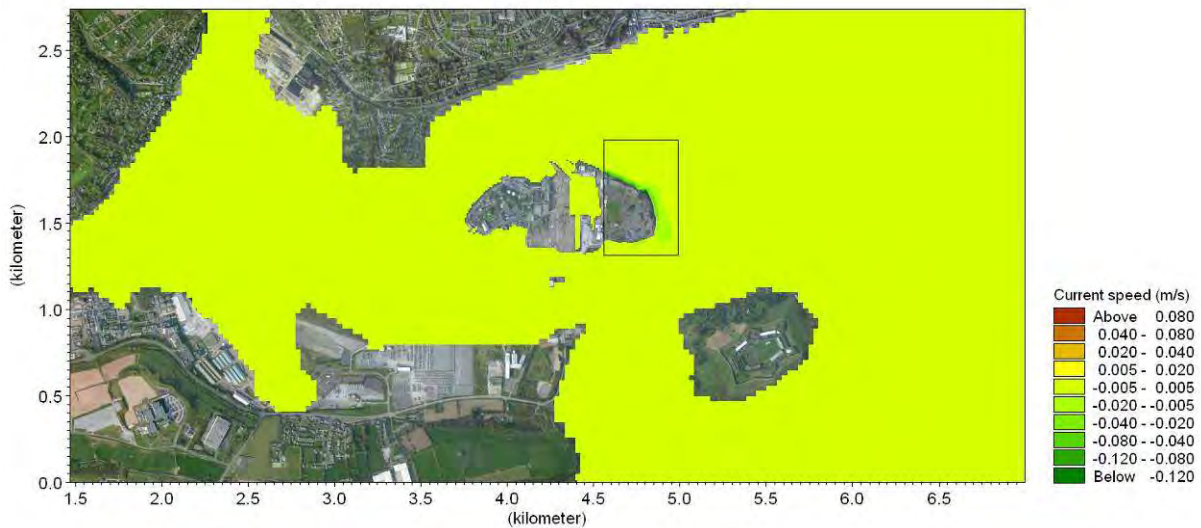 2.5
2.0
1.5
1.0
0.5
0.0
(kilometer)
1.5 2.0 2.5 3.0 3.5 4.0 4.5 5.0 5.5 6.0 6.5
(kilometer)
Current speed (m/s)
Above 0.080
0.040 - 0.080
0.020 - 0.040
0.005 - 0.020
-0.005 - 0.005
-0.020 - -0.005
-0.040 - -0.020
-0.080 - -0.040
-0.120 - -0.080
Below -0.120